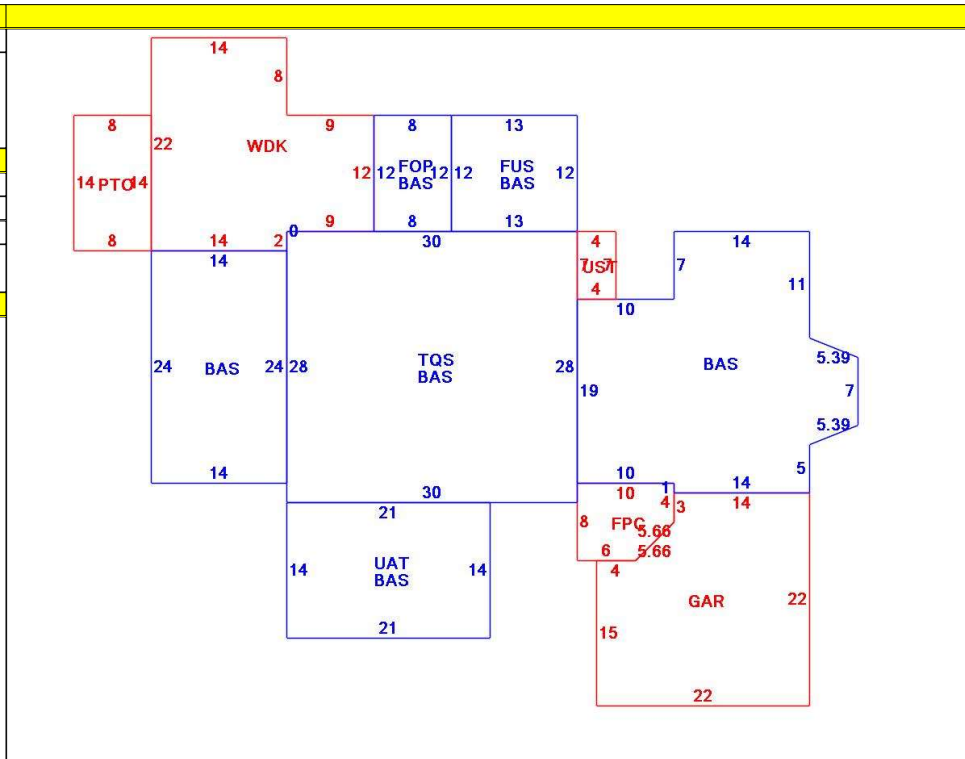 14
8
8 9 8 13
22 WDK
14 PTO 14 12 12 FOP 12 12 FUS 12
BAS BAS
0 9 8 13 4 14
8 14 2 30
14 7 UST 7 7
4 11
10
5.39
24 BAS 24 28 TQS 28 BAS
BAS 19 7
5.39
5
14 10 1 14
30 10 4 3 14
21 8 FPC 5.66
6 5.66
14 UAT 14 4
BAS
GAR 22
21 15
22